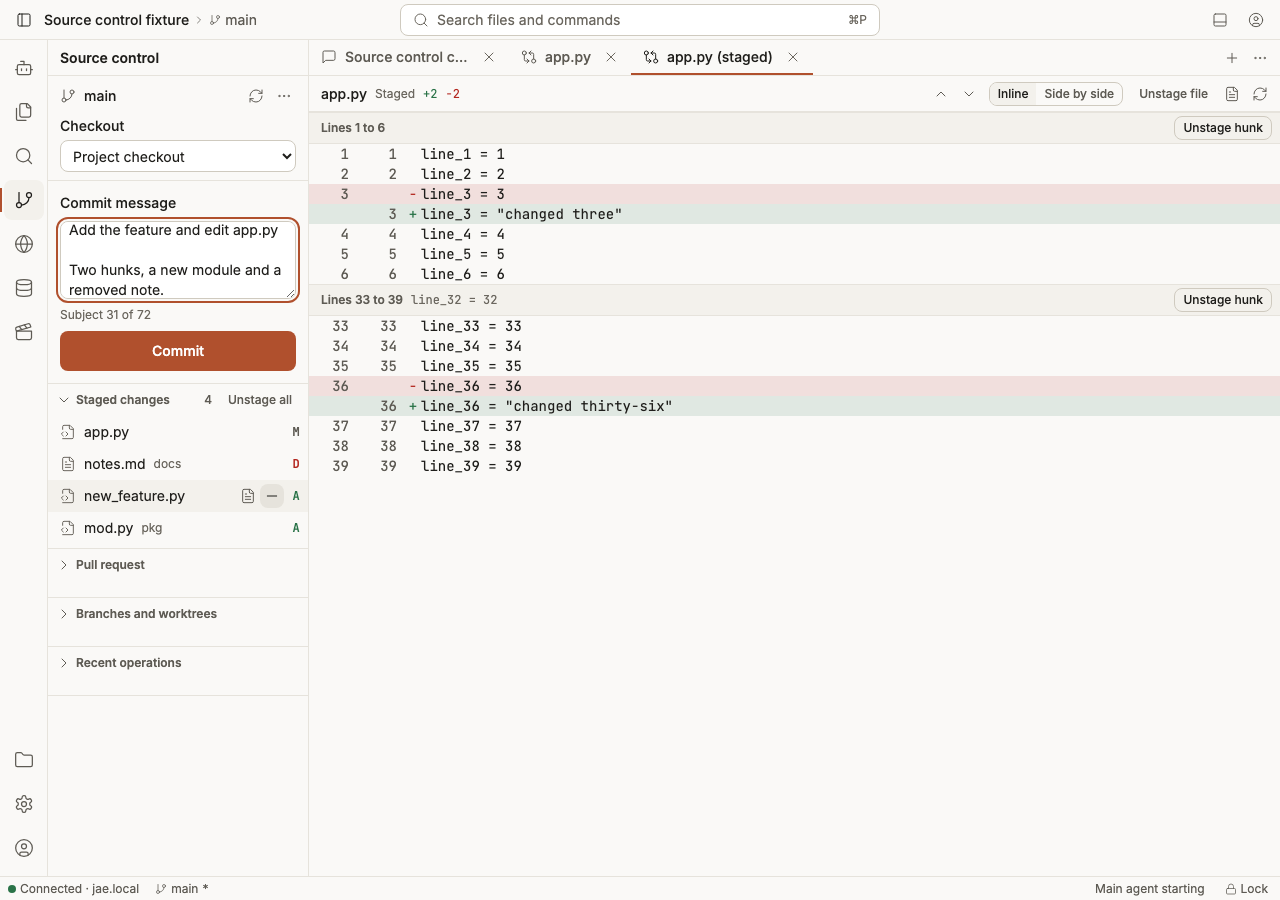 Source control fixture main
Search files and commands ⌘P
Source control
main
Checkout
Project checkout
Commit message
Add the feature and edit app.py
Two hunks, a new module and a
removed note.
Subject 31 of 72
Commit
Staged changes 4 Unstage all
app.py M
notes.md docs D
new_feature.py A
mod.py pkg A
Pull request
Branches and worktrees
Recent operations
Source control c... app.py app.py (staged)
app.py Staged +2 -2 Inline Side by side Unstage file
Lines 1 to 6 Unstage hunk
1 1 line_1 = 1
2 2 line_2 = 2
3 - line_3 = 3
3 + line_3 = "changed three"
4 4 line_4 = 4
5 5 line_5 = 5
6 6 line_6 = 6
Lines 33 to 39 line_32 = 32 Unstage hunk
33 33 line_33 = 33
34 34 line_34 = 34
35 35 line_35 = 35
36 - line_36 = 36
36 + line_36 = "changed thirty-six"
37 37 line_37 = 37
38 38 line_38 = 38
39 39 line_39 = 39
Connected · jae.local main * Main agent starting Lock